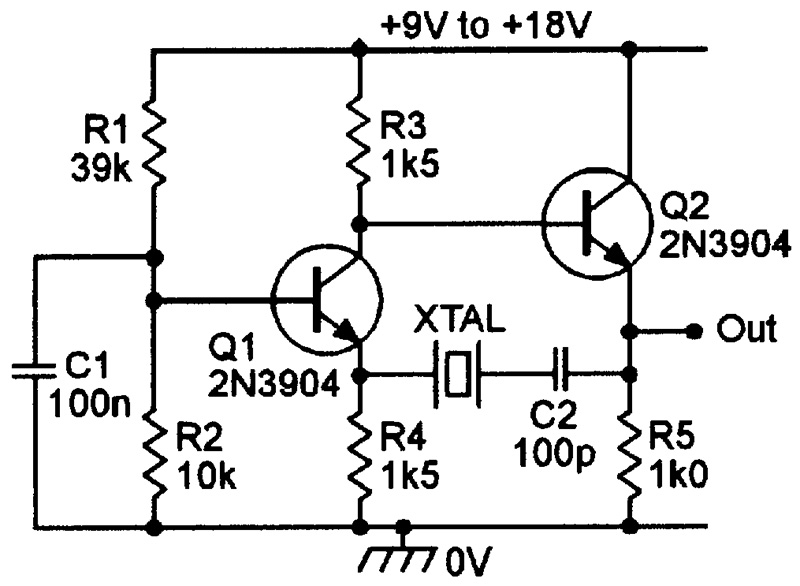 +9V to +18V
R1
39k
R3
1k5
Q2
2N3904
XTAL
Out
Q1
2N3904
C1
100n
C2
100p
R2
10k
R4
1k5
R5
1k0
0V